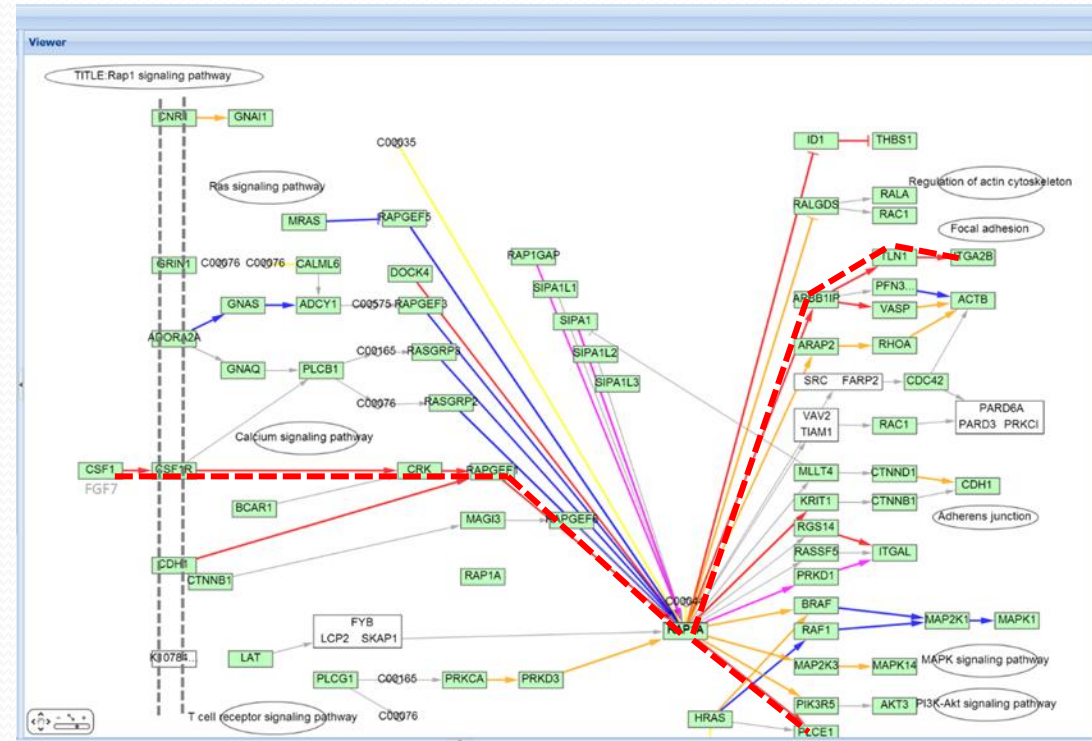 Viewer
TITLE:Rap1 signaling pathway
CNR1
GNAI1
C00035
ID1
THBS1
Ras signaling pathway
Regulation of actin cytoskeleton
RALGDS
RALA
RAC1
MRAS
RAPGEF5
Focal adhesion
RAP1GAP
TLN1
ITGA2B
GRIN1
C00076
C00076
CALML6
DOCK4
SIPA1L1
PFN3...
GNAS
ADCY1
C00575
RAPGEF3
APBB1IP
VASP
ACTB
SIPA1
ADORA2A
ARAP2
RHOA
C00165
RASGRP3
SIPA1L2
GNAQ
PLCB1
SIPA1L3
SRC FARP2
CDC42
C00076
RASGRP2
VAV2
TIAM1
RAC1
PARD6A
PARD3 PRKCI
Calcium signaling pathway
CSF1
CSF1R
CRK
RAPGEF1
MLLT4
CTNND1
CDH1
FGF7
KRIT1
CTNNB1
BCAR1
MAGI3
RAPGEF6
Adherens junction
RGS14
RASSF5
ITGAL
CDH1
CTNNB1
RAP1A
PRKD1
BRAF
FYB
LCP2 SKAP1
RAF1
MAP2K1
MAPK1
LAT
MAP2K3
MAPK14
MAPK signaling pathway
PLCG1
C00165
PRKCA
PRKD3
PIK3R5
AKT3
PI3K-Akt signaling pathway
T cell receptor signaling pathway
C00076
HRAS
PLCE1